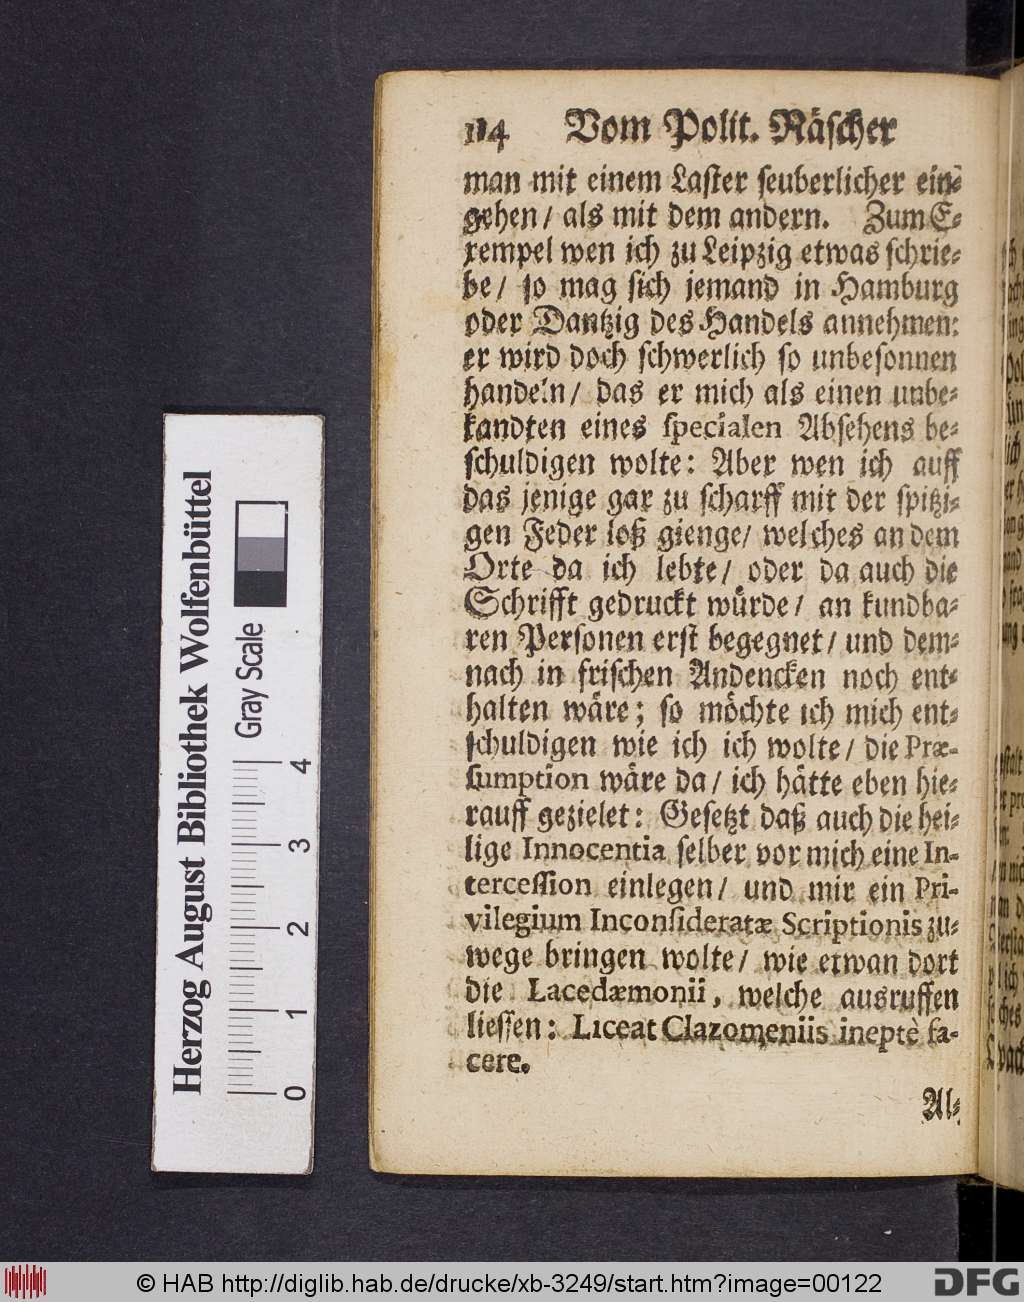 114 Vom Polit. Näscher
man mit einem Laster seuberlicher ein⸗
gehen / als mit dem andern. Zum E⸗
xempel wen ich zu Leipzig etwas schrie⸗
be / so mag sich jemand in Hamburg
oder Dantzig des Handels annehmen:
er wird doch schwerlich so unbesonnen
handeln / das er mich als einen unbe⸗
kandten eines specialen Absehens be⸗
schuldigen wolte: Aber wen ich auff
das jenige gar zu scharff mit der spitzi⸗
gen Feder loß gienge / welches an dem
Orte da ich lebte / oder da auch die
Schrifft gedruckt würde / an kundba⸗
ren Personen erst begegnet / und dem⸗
nach in frischen Andencken noch ent⸗
halten wäre; so möchte ich mich ent⸗
schuldigen wie ich ich wolte / die Præ-
sumption wäre da / ich hätte eben hie⸗
rauff gezielet: Gesetzt daß auch die hei⸗
lige Innocentia selber vor mich eine In-
tercession einlegen / und mir ein Pri-
vilegium Inconsideratæ Scriptionis zu⸗
wege bringen wolte / wie etwan dort
die Lacedæmonii, welche ausruffen
liessen: Liceat Clazomeniis ineptè fa-
cere.
Al⸗
Herzog August Bibliothek Wolfenbüttel
Gray Scale
0 1 2 3 4
© HAB http://diglib.hab.de/drucke/xb-3249/start.htm?image=00122
DFG